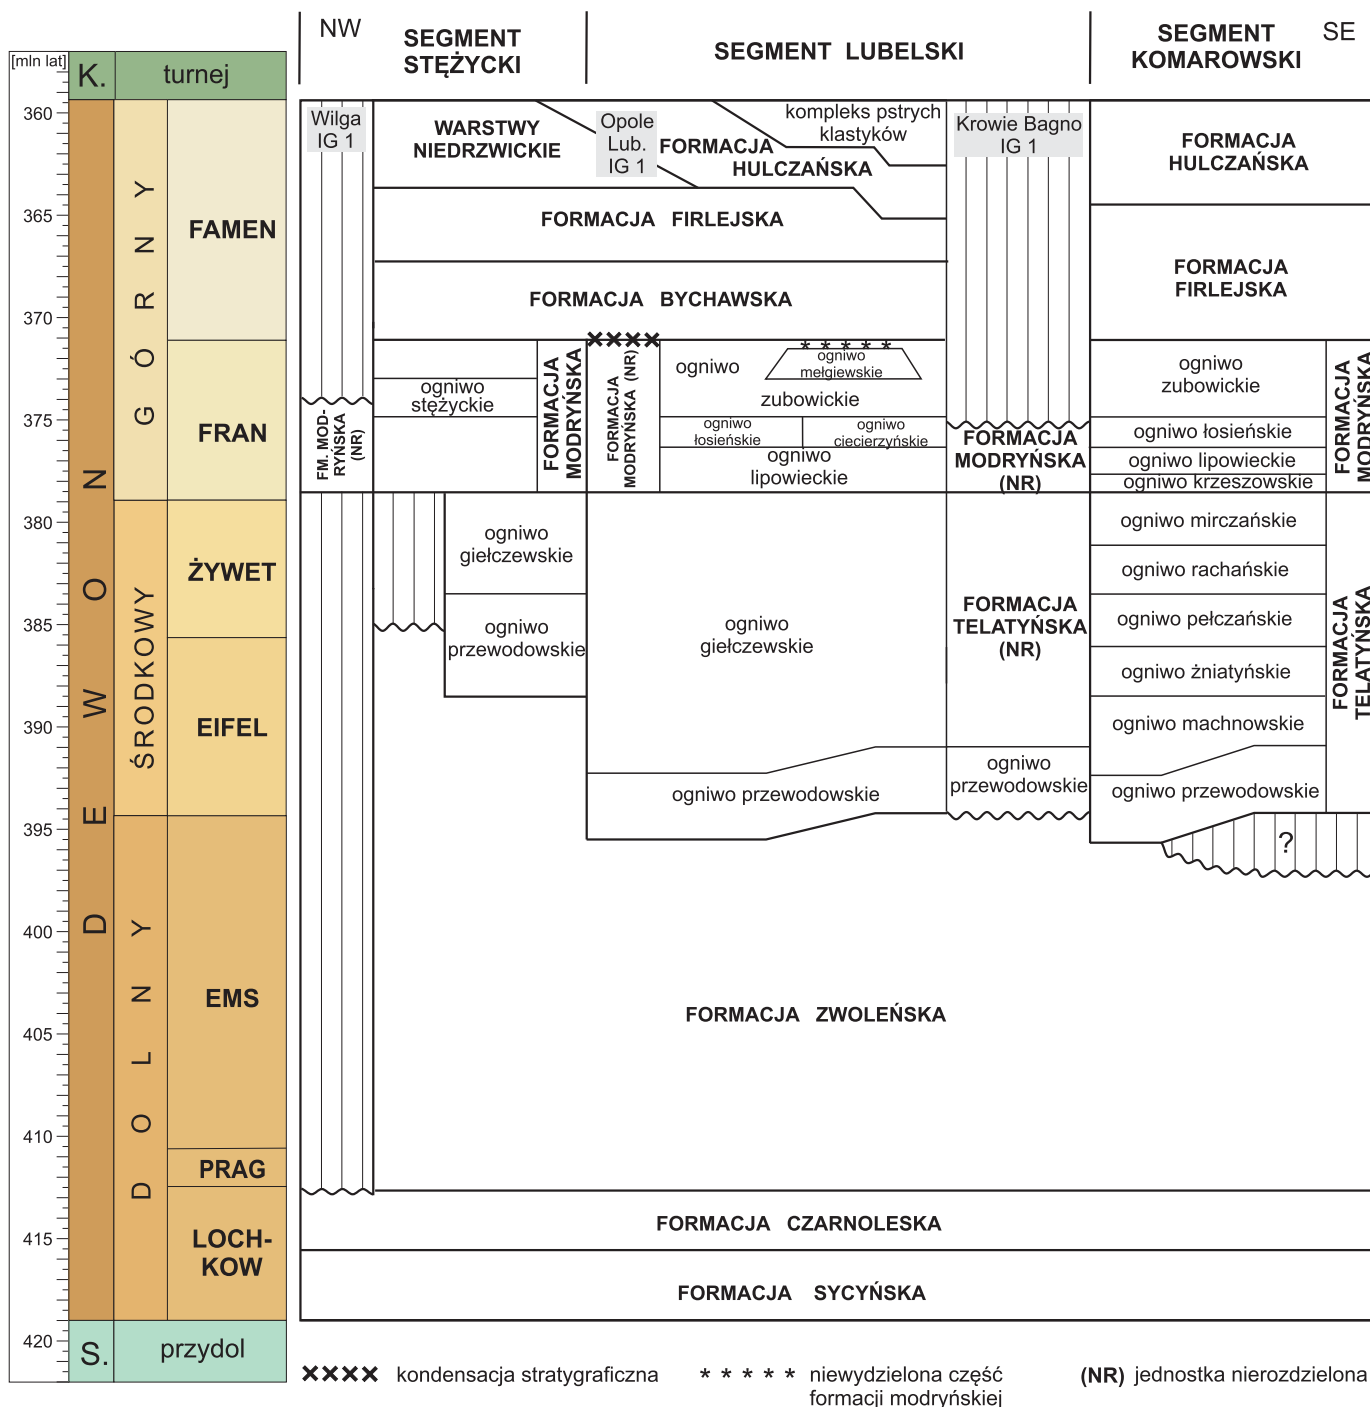 NW
SEGMENT
STĘŻYCKI
SEGMENT LUBELSKI
SEGMENT
KOMAROWSKI
SE
[mln lat]
K.
turnej
360
365
370
375
380
385
390
395
400
405
410
415
420
DEWON
GÓRNY
ŚRODKOWY
DOLNY
FAMEN
FRAN
ŻYWET
EIFEL
EMS
PRAG
LOCH-
KOW
S.
przydol
Wilga
IG 1
WARSTWY
NIEDRZWICKIE
Opole
Lub.
IG 1
FORMACJA
HULCZAŃSKA
kompleks pstrych
klastyków
Krowie Bagno
IG 1
FORMACJA
HULCZAŃSKA
FORMACJA FIRLEJSKA
FORMACJA
FIRLEJSKA
FORMACJA BYCHAWSKA
FM. MOD-
RYŃSKA
(NR)
ogniwo
stężyckie
FORMACJA
MODRYŃSKA
FORMACJA
MODRYŃSKA (NR)
ogniwo
zubowickie
* * * * *
ogniwo
mełgiewskie
ogniwo
łosieńskie
ogniwo
ciecierzyńskie
ogniwo
lipowieckie
FORMACJA
MODRYŃSKA
(NR)
ogniwo
zubowickie
ogniwo łosieńskie
ogniwo lipowieckie
ogniwo krzeszowskie
FORMACJA
MODRYŃSKA
ogniwo
giełczewskie
ogniwo
przewodowskie
ogniwo
giełczewskie
ogniwo przewodowskie
FORMACJA
TELATYŃSKA
(NR)
ogniwo
przewodowskie
ogniwo mirczańskie
ogniwo rachańskie
ogniwo pełczańskie
ogniwo żniatyńskie
ogniwo machnowskie
ogniwo przewodowskie
FORMACJA
TELATYŃSKA
?
FORMACJA ZWOLEŃSKA
FORMACJA CZARNOLESKA
FORMACJA SYCYŃSKA
kondensacja stratygraficzna
* * * * * niewydzielona część
formacji modryńskiej
(NR) jednostka nierozdzielona